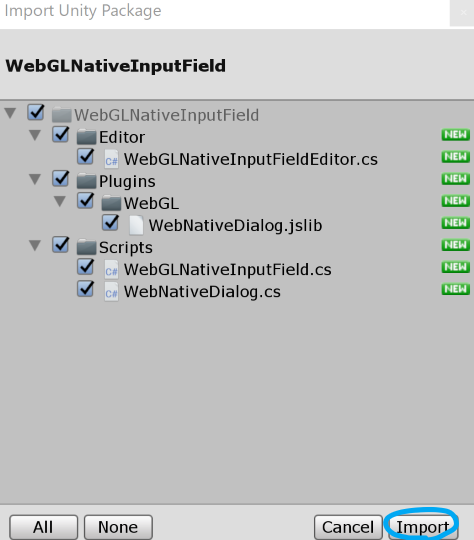 Import Unity Package
WebGLNativeInputField
WebGLNativeInputField
Editor NEW
C# WebGLNativeInputFieldEditor.cs NEW
Plugins NEW
WebGL NEW
WebNativeDialog.jslib NEW
Scripts NEW
C# WebGLNativeInputField.cs NEW
C# WebNativeDialog.cs NEW
All None Cancel Import